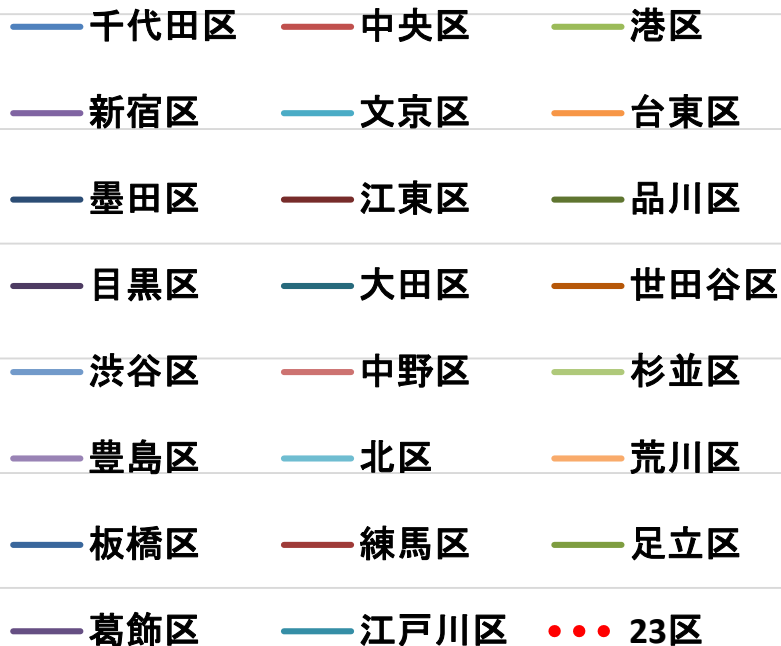 千代田区 中央区 港区
新宿区 文京区 台東区
墨田区 江東区 品川区
目黒区 大田区 世田谷区
渋谷区 中野区 杉並区
豊島区 北区 荒川区
板橋区 練馬区 足立区
葛飾区 江戸川区 23区